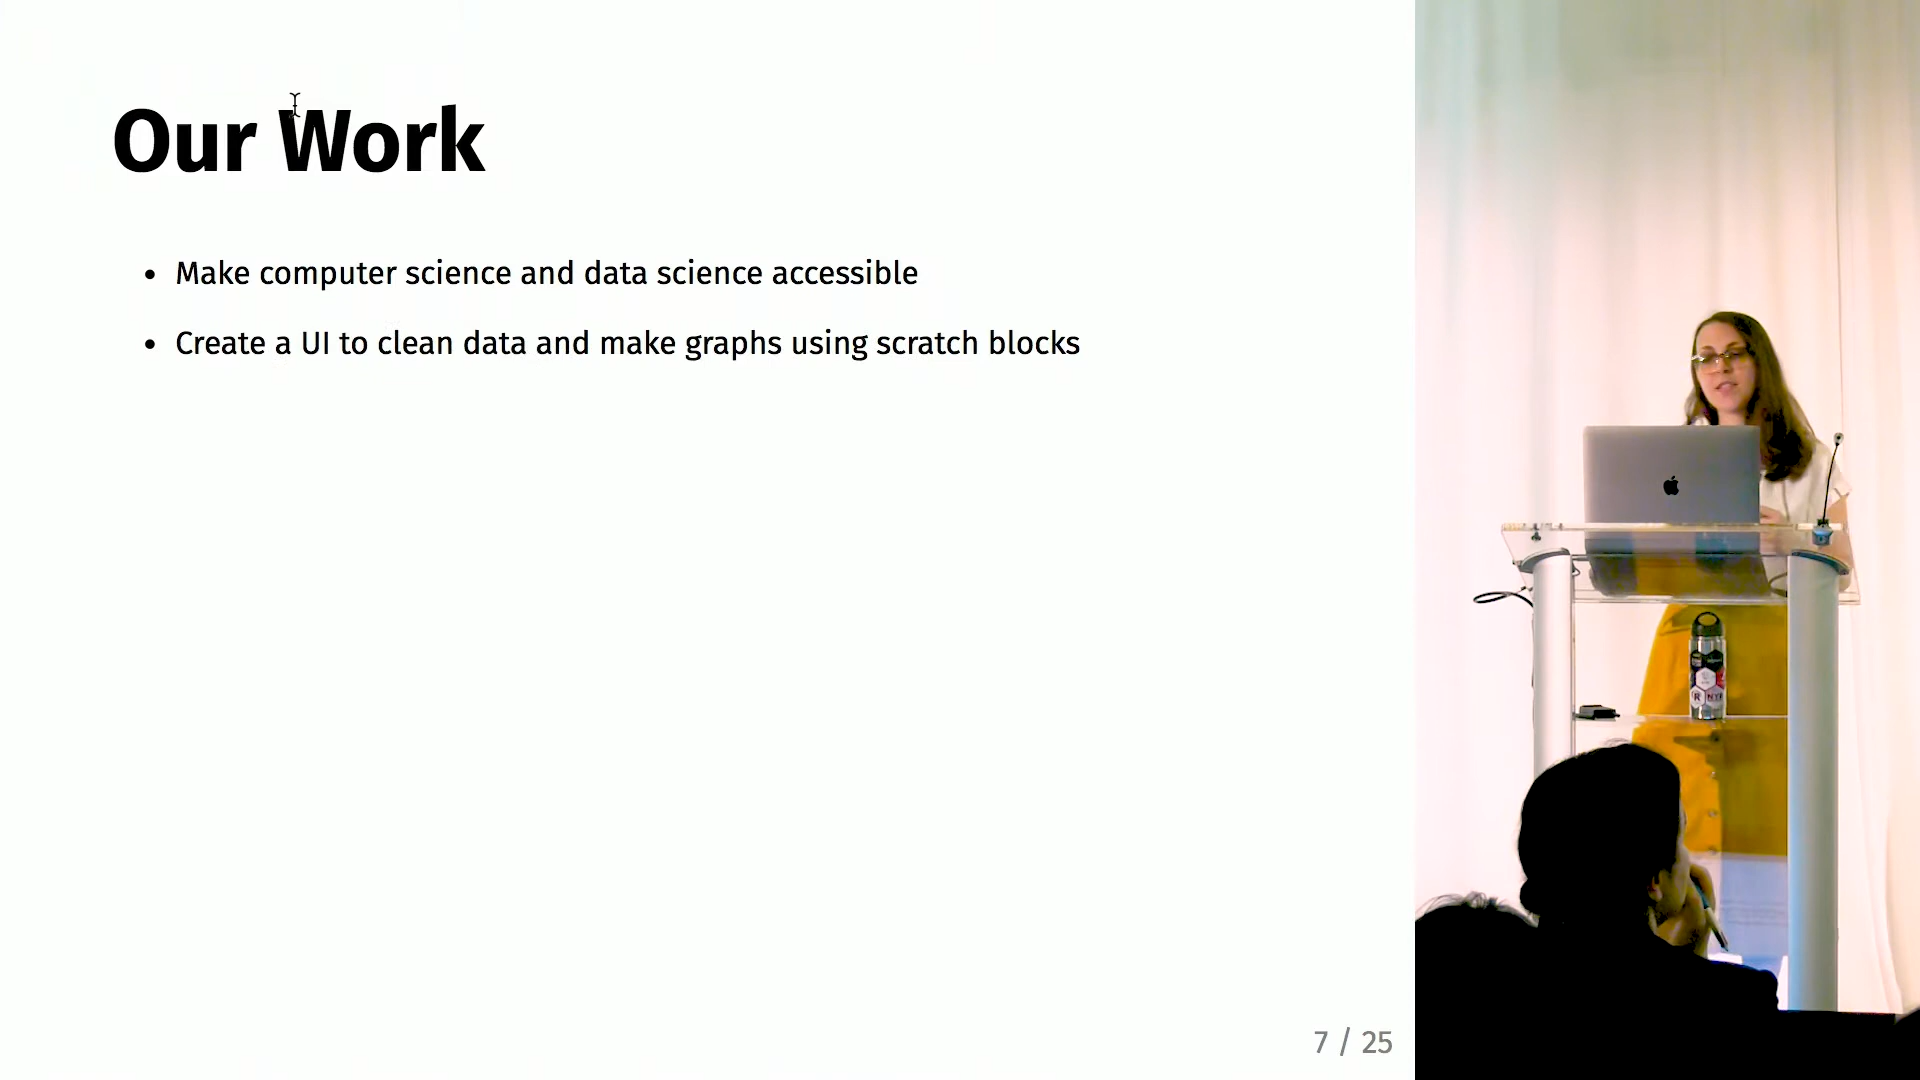 Our Work
• Make computer science and data science accessible
• Create a UI to clean data and make graphs using scratch blocks
7 / 25
R NYR